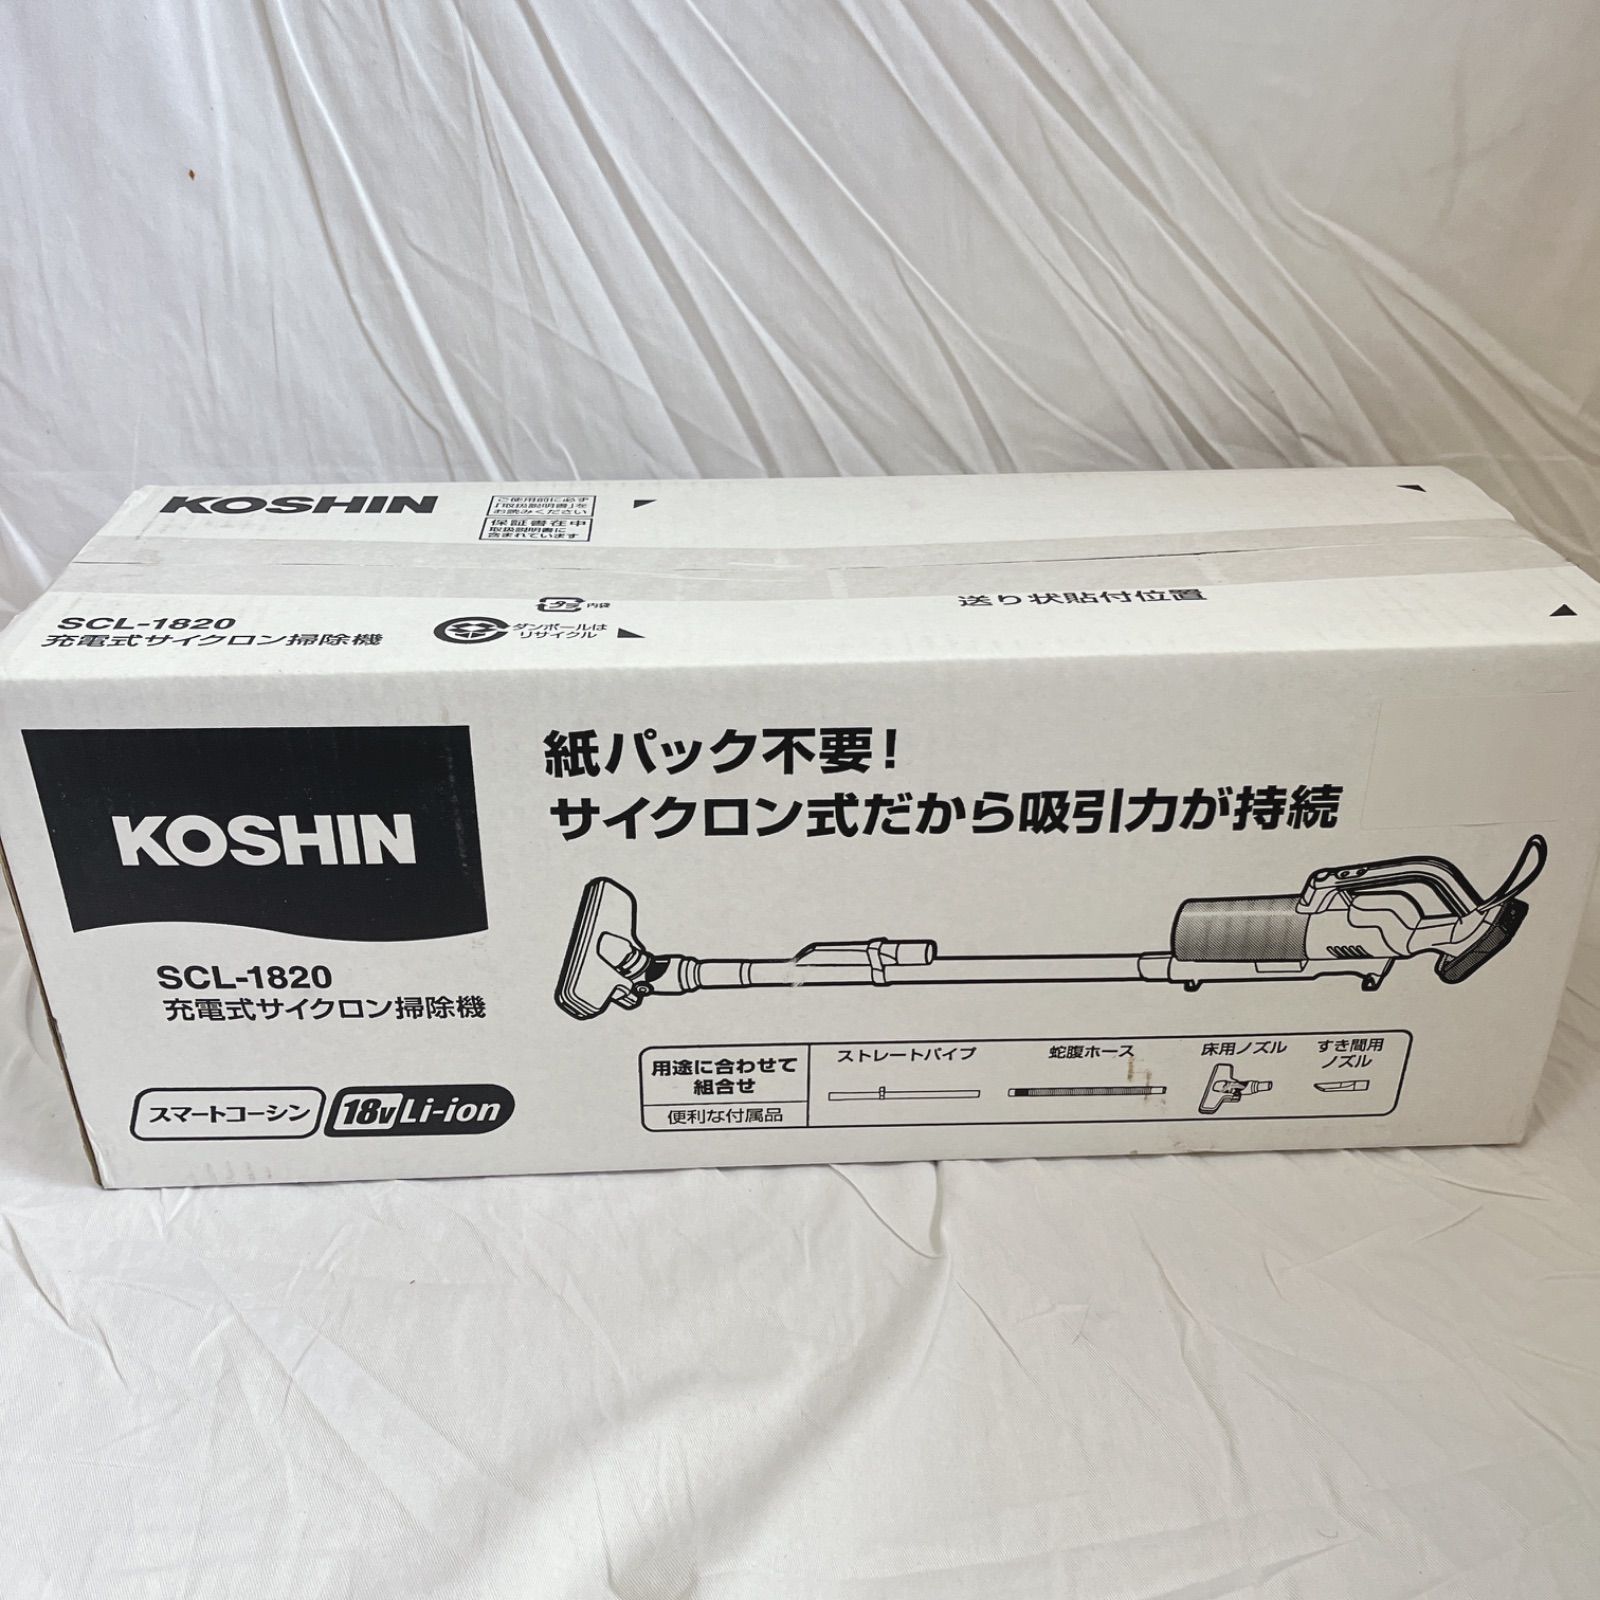 KOSHIN
ご使用前に必ず
「取扱説明書」を
お読みください
保証書在中
取扱説明書に
含まれています
プラ
内袋
ダンボールは
リサイクル
送り状貼付位置
SCL-1820
充電式サイクロン掃除機
KOSHIN
紙パック不要!
サイクロン式だから吸引力が持続
SCL-1820
充電式サイクロン掃除機
スマートコーシン
18v Li-ion
用途に合わせて
組合せ
便利な付属品
ストレートパイプ
蛇腹ホース
床用ノズル
すき間用
ノズル